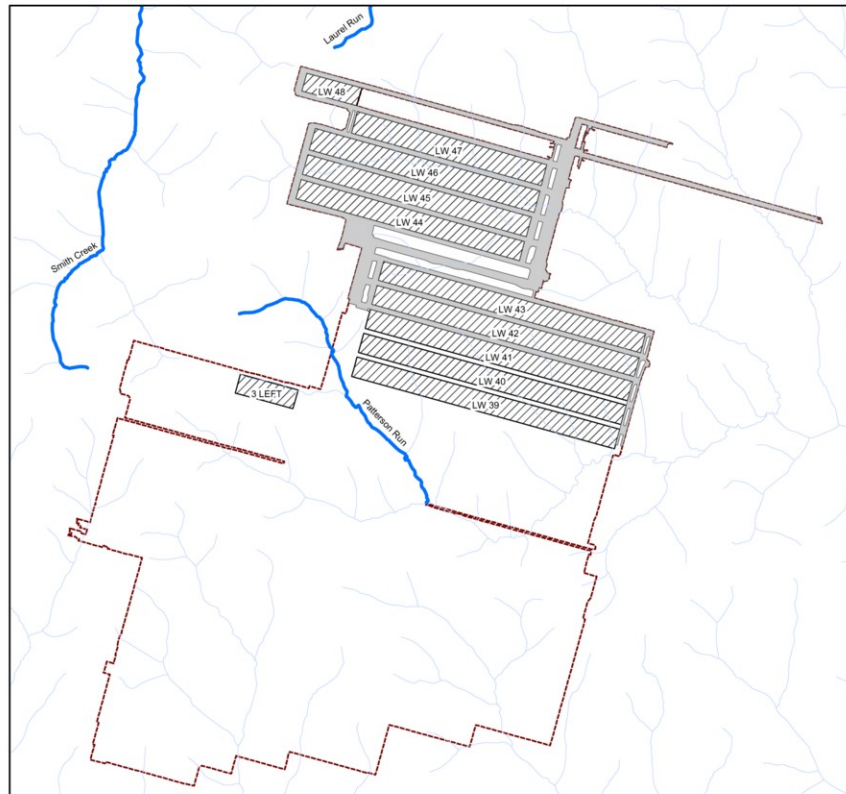 Laurel Run
LW 48
LW 47
LW 46
LW 45
LW 44
Smith Creek
LW 43
LW 42
LW 41
LW 40
3 LEFT
LW 39
Patterson Run